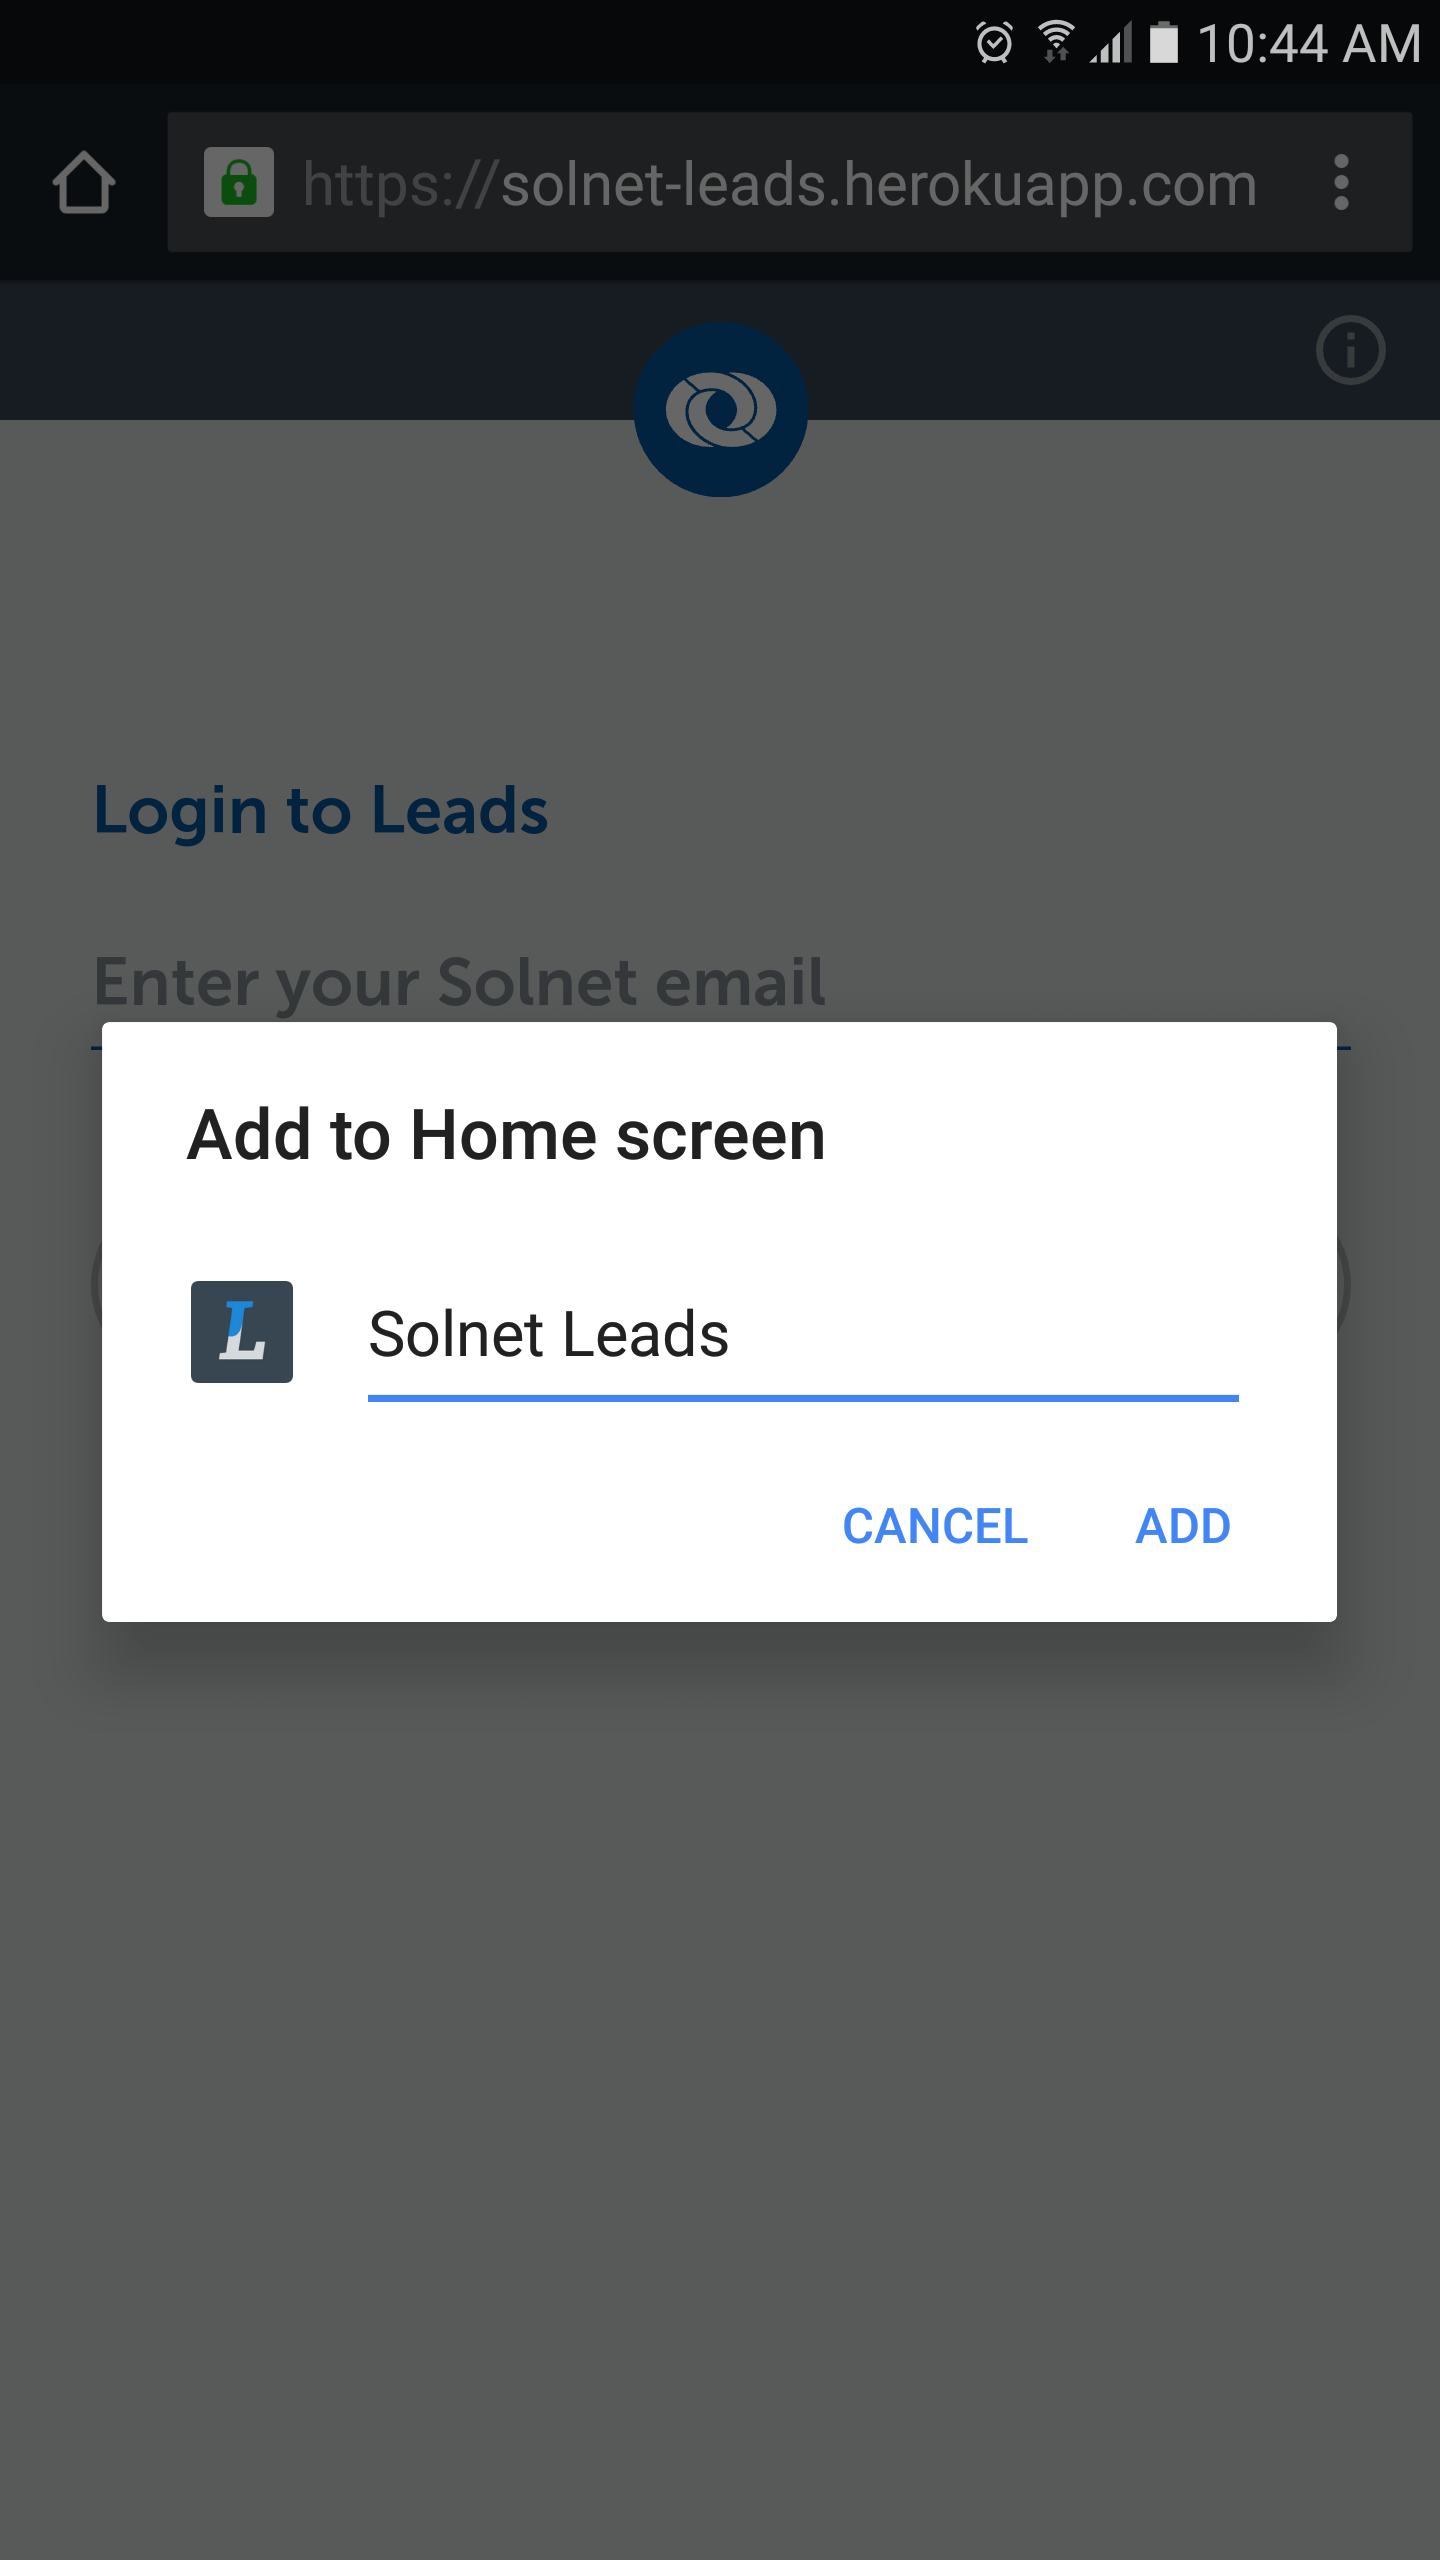 10:44 AM
https://solnet-leads.herokuapp.com
Login to Leads
Enter your Solnet email
Add to Home screen
L
Solnet Leads
CANCEL ADD